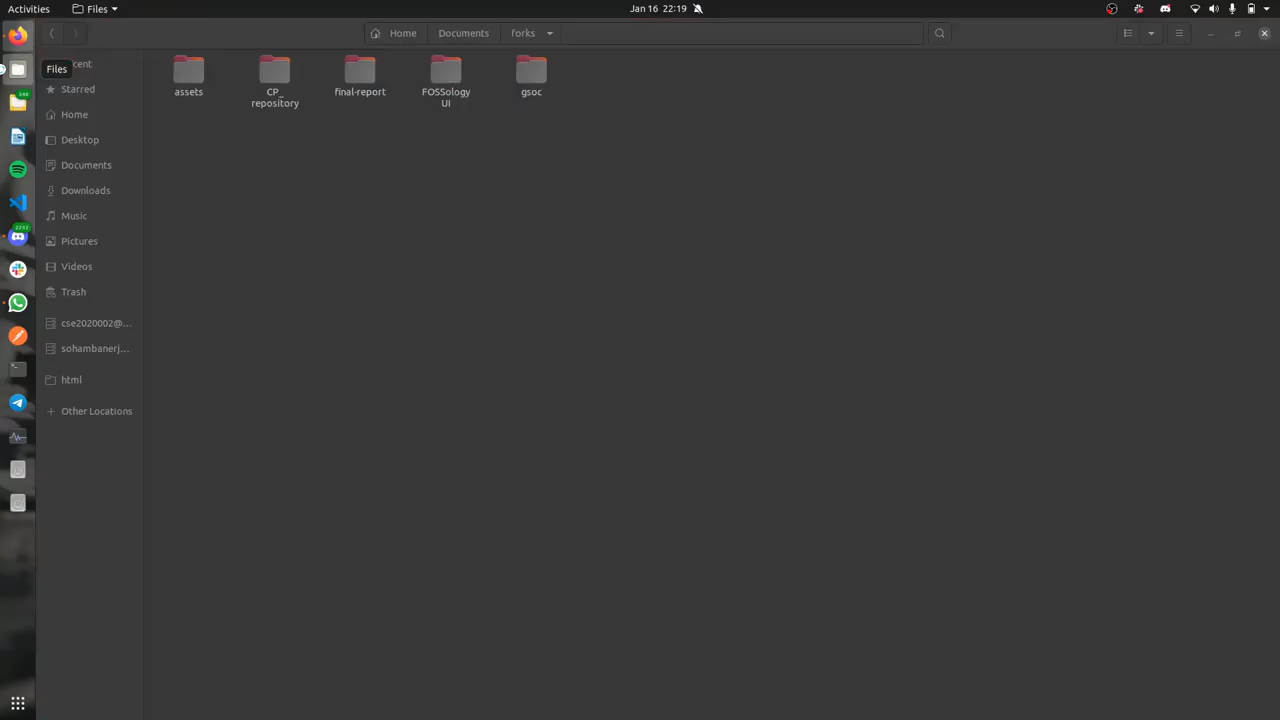 Activities
Files
Jan 16 22:19
Home
Documents
forks
Files
Starred
Home
Desktop
Documents
Downloads
Music
Pictures
Videos
Trash
cse2020002@...
sohambanerj...
html
Other Locations
assets
CP_
repository
final-report
FOSSology
UI
gsoc